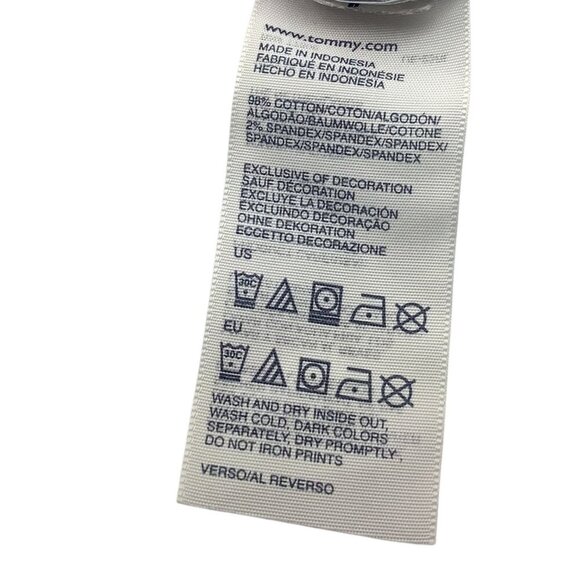 www.tommy.com
MADE IN INDONESIA
FABRIQUÉ EN INDONÉSIE
HECHO EN INDONESIA
98% COTTON/COTON/ALGODÓN/
ALGODÃO/BAUMWOLLE/COTONE
2% SPANDEX/SPANDEX/SPANDEX/
SPANDEX/SPANDEX/SPANDEX
EXCLUSIVE OF DECORATION
SAUF DÉCORATION
EXCLUYE LA DECORACIÓN
EXCLUINDO DECORAÇÃO
OHNE DEKORATION
ECCETTO DECORAZIONE
US
30C
EU
30C
WASH AND DRY INSIDE OUT,
WASH COLD, DARK COLORS
SEPARATELY, DRY PROMPTLY,
DO NOT IRON PRINTS
VERSO/AL REVERSO